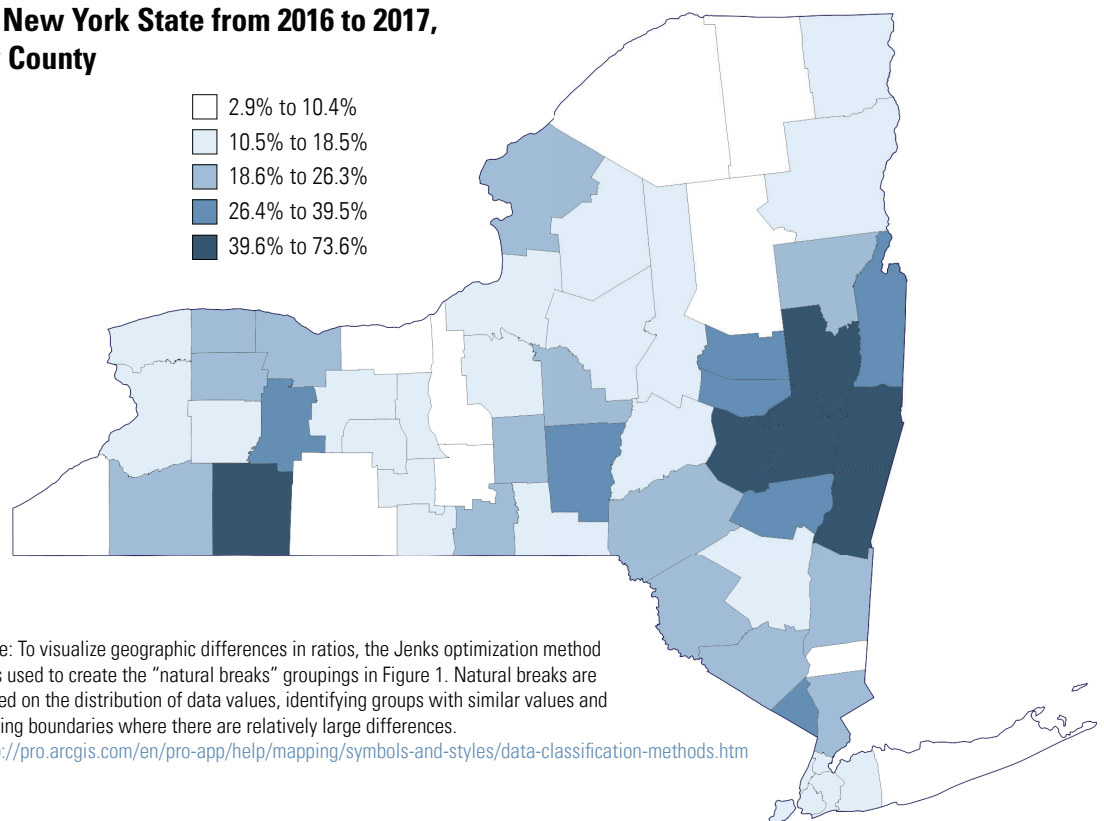 New York State from 2016 to 2017,
County
2.9% to 10.4%
10.5% to 18.5%
18.6% to 26.3%
26.4% to 39.5%
39.6% to 73.6%
e: To visualize geographic differences in ratios, the Jenks optimization method
s used to create the “natural breaks” groupings in Figure 1. Natural breaks are
ed on the distribution of data values, identifying groups with similar values and
ing boundaries where there are relatively large differences.
://pro.arcgis.com/en/pro-app/help/mapping/symbols-and-styles/data-classification-methods.htm